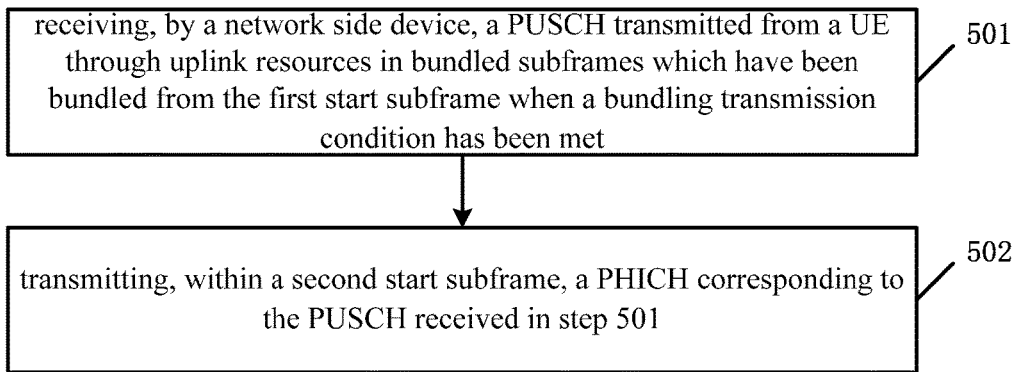 receiving, by a network side device, a PUSCH transmitted from a UE
through uplink resources in bundled subframes which have been
bundled from the first start subframe when a bundling transmission
condition has been met
501
transmitting, within a second start subframe, a PHICH corresponding to
the PUSCH received in step 501
502